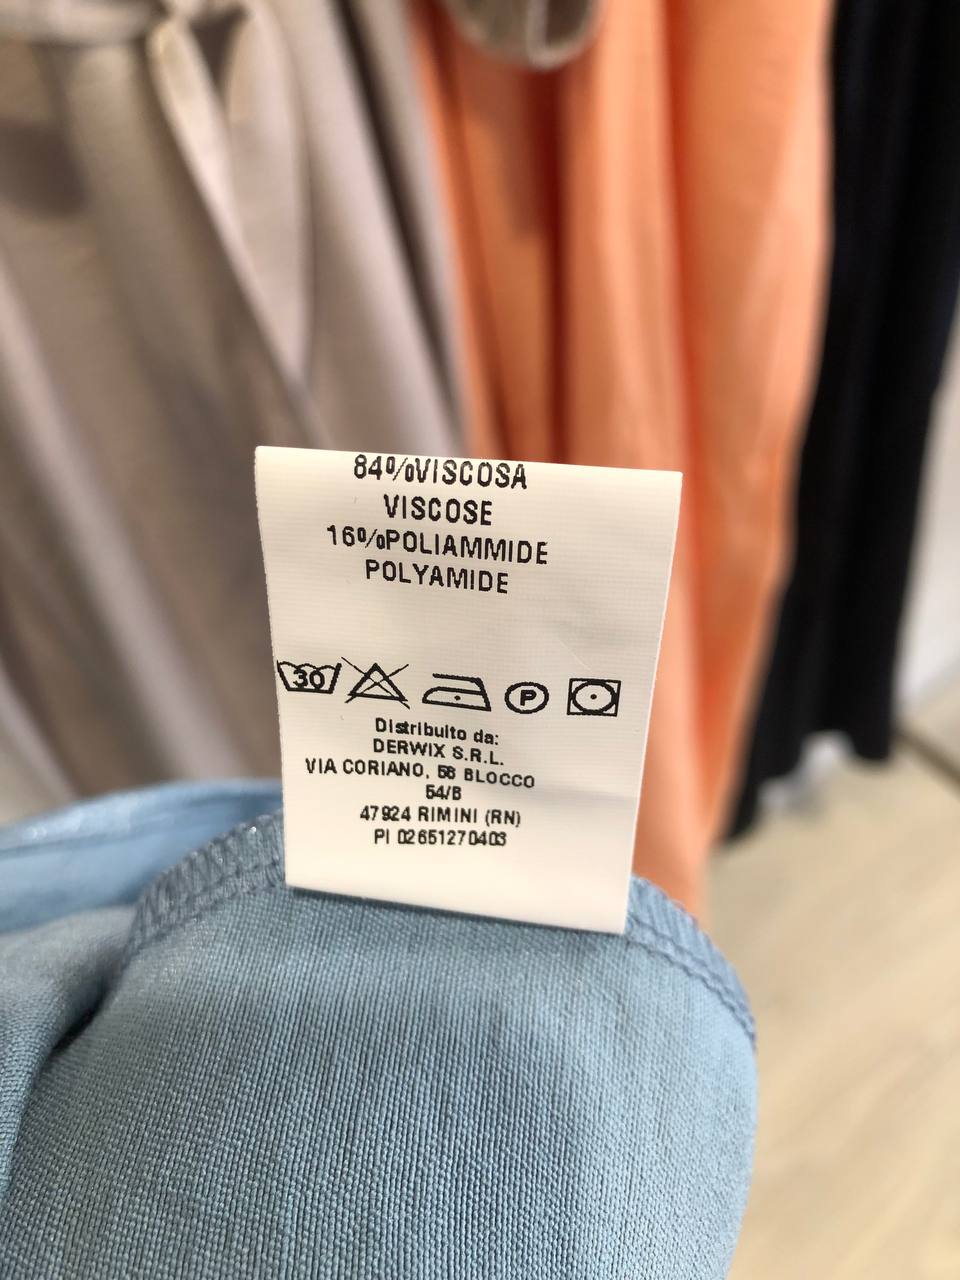 84%VISCOSA
VISCOSE
16%POLIAMMIDE
POLYAMIDE
30
P
Distribuito da:
DERWIX S.R.L.
VIA CORIANO, 58 BLOCCO
54/B
47924 RIMINI (RN)
PI 02651270403